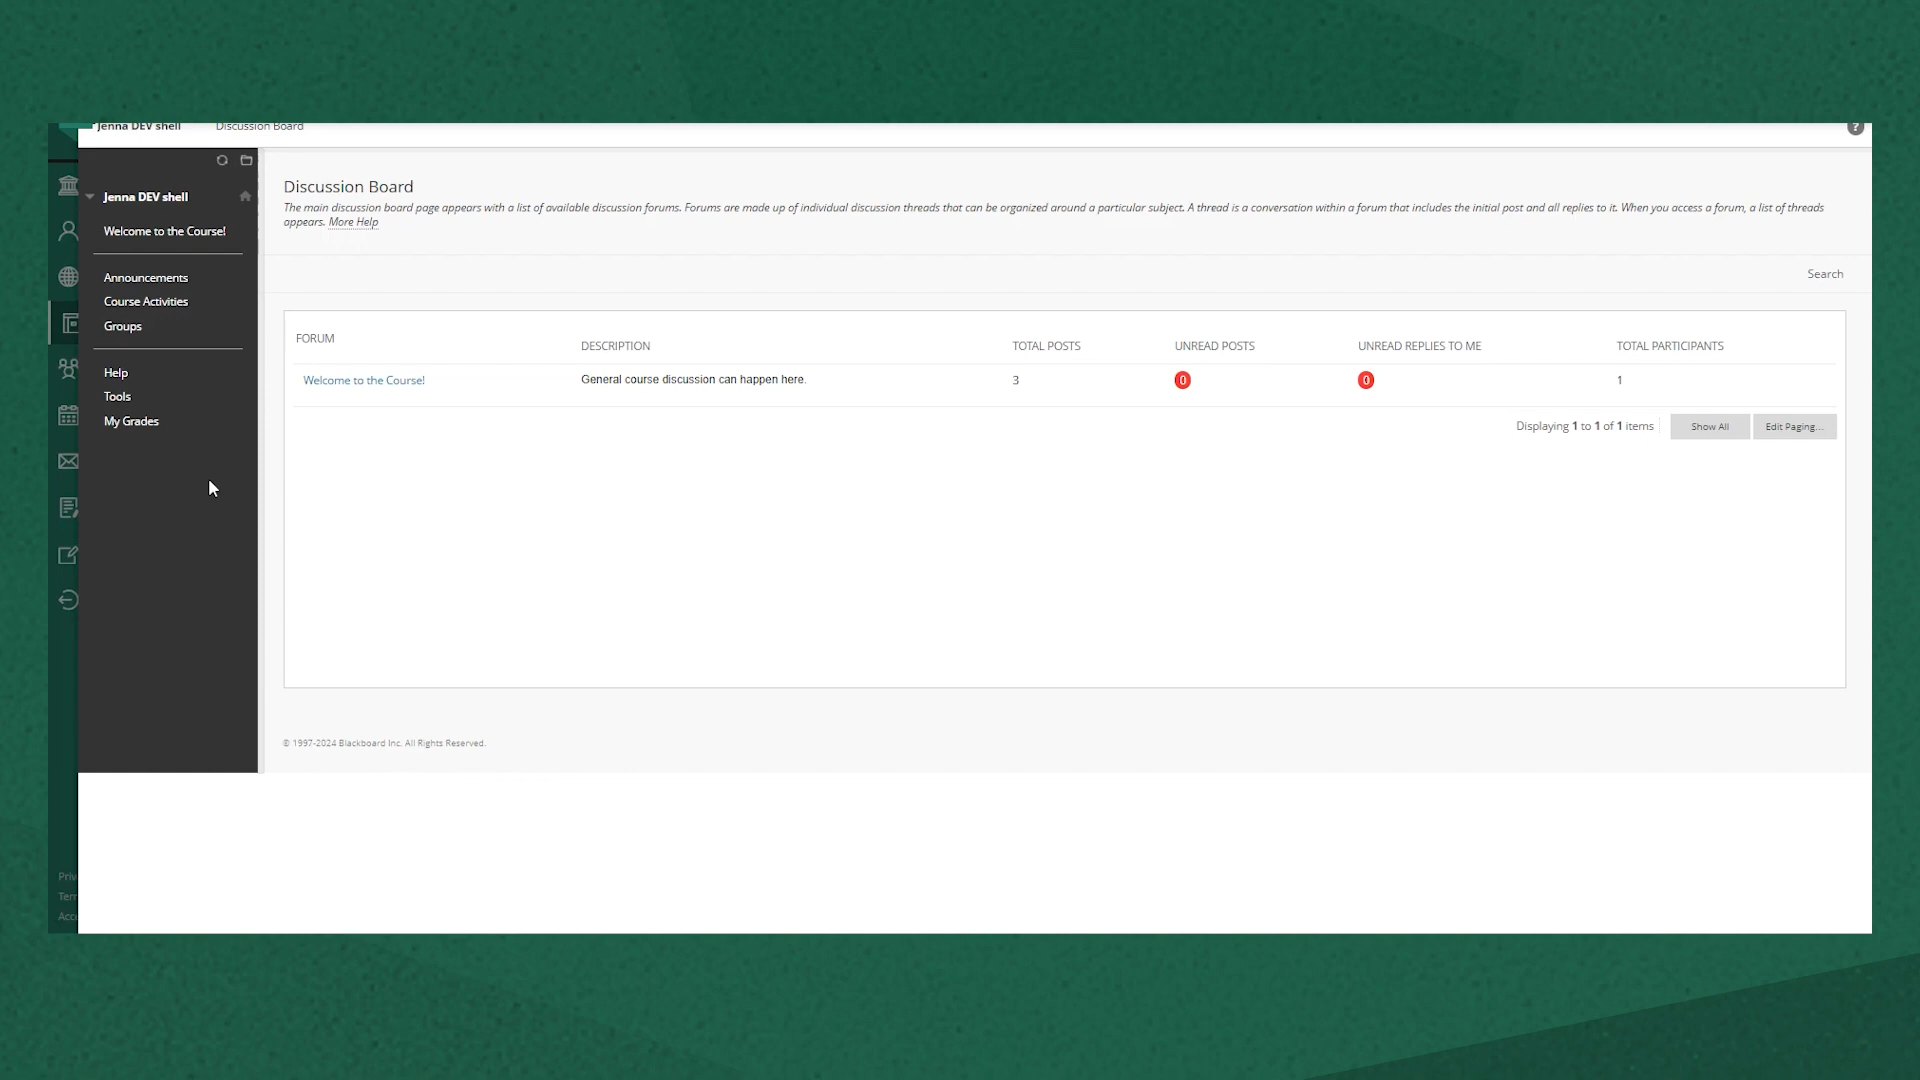 Jenna DEV shell Discussion Board ?
Jenna DEV shell
Welcome to the Course!
Announcements
Course Activities
Groups
Help
Tools
My Grades
Discussion Board
The main discussion board page appears with a list of available discussion forums. Forums are made up of individual discussion threads that can be organized around a particular subject. A thread is a conversation within a forum that includes the initial post and all replies to it. When you access a forum, a list of threads
appears. More Help
Search
FORUM DESCRIPTION TOTAL POSTS UNREAD POSTS UNREAD REPLIES TO ME TOTAL PARTICIPANTS
Welcome to the Course! General course discussion can happen here. 3 0 0 1
Displaying 1 to 1 of 1 items Show All Edit Paging...
© 1997-2024 Blackboard Inc. All Rights Reserved.
Priv
Terr
Acce